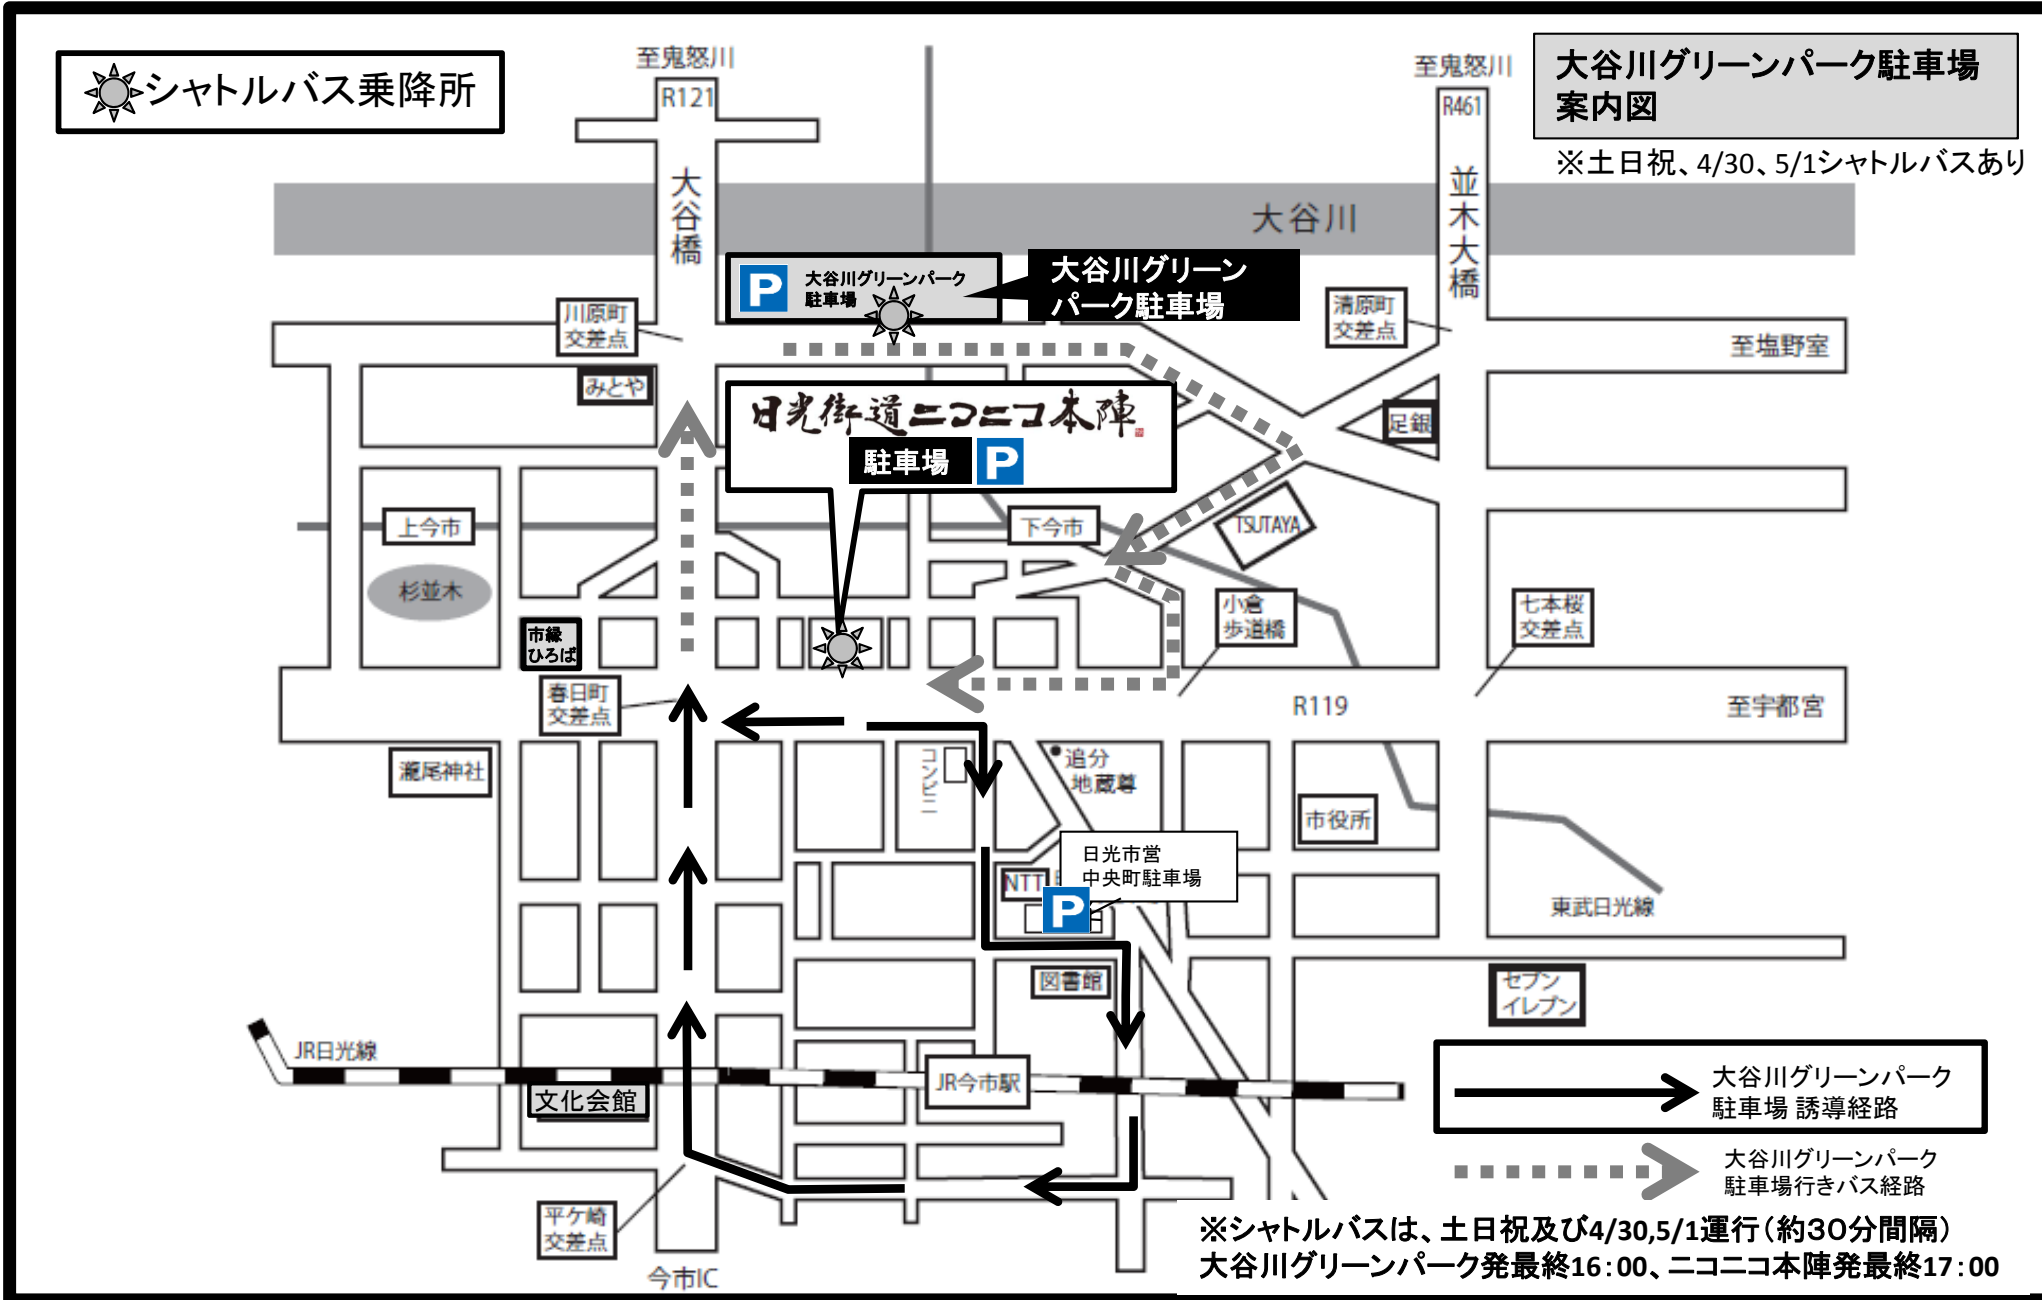 シャトルバス乗降所
至鬼怒川
R121
大谷橋
至鬼怒川
R461
並木大橋
大谷川グリーンパーク駐車場
案内図
※土日祝、4/30、5/1シャトルバスあり
大谷川
P
大谷川グリーンパーク
駐車場
大谷川グリーン
パーク駐車場
川原町
交差点
清原町
交差点
至塩野室
みとや
日光街道ニコニコ本陣
駐車場
P
足銀
上今市
下今市
TSUTAYA
杉並木
市縁
ひろば
小倉
歩道橋
七本桜
交差点
春日町
交差点
R119
至宇都宮
瀧尾神社
コンビニ
追分
地蔵尊
市役所
日光市営
中央町駐車場
NTT
P
東武日光線
図書館
セブン
イレブン
JR日光線
JR今市駅
文化会館
大谷川グリーンパーク
駐車場 誘導経路
大谷川グリーンパーク
駐車場行きバス経路
平ケ崎
交差点
今市IC
※シャトルバスは、土日祝及び4/30,5/1運行（約30分間隔）
大谷川グリーンパーク発最終16：00、ニコニコ本陣発最終17：00